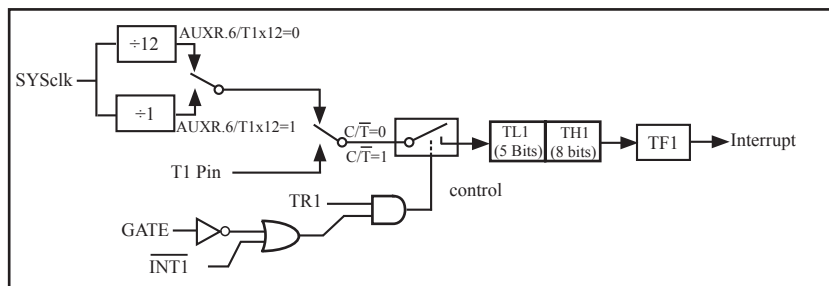 ÷12
AUXR.6/T1x12=0
SYSclk
÷1
AUXR.6/T1x12=1
C/T̅=0
C/T̅=1
TL1
(5 Bits)
TH1
(8 bits)
TF1
Interrupt
T1 Pin
control
TR1
GATE
I̅N̅T̅1̅